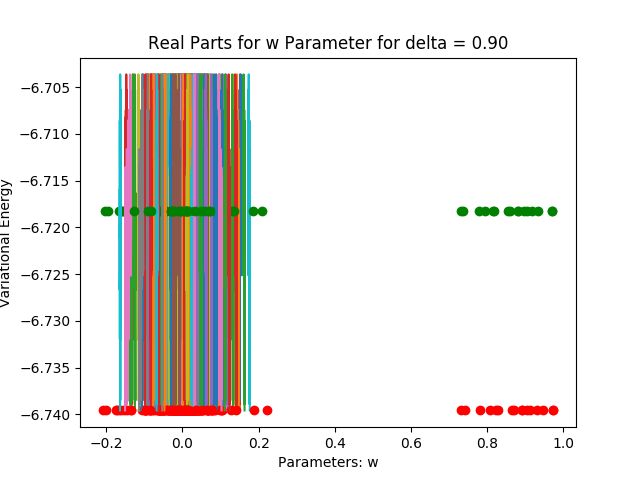 Real Parts for w Parameter for delta = 0.90
Variational Energy
−6.705
−6.710
−6.715
−6.720
−6.725
−6.730
−6.735
−6.740
−0.2 0.0 0.2 0.4 0.6 0.8 1.0
Parameters: w